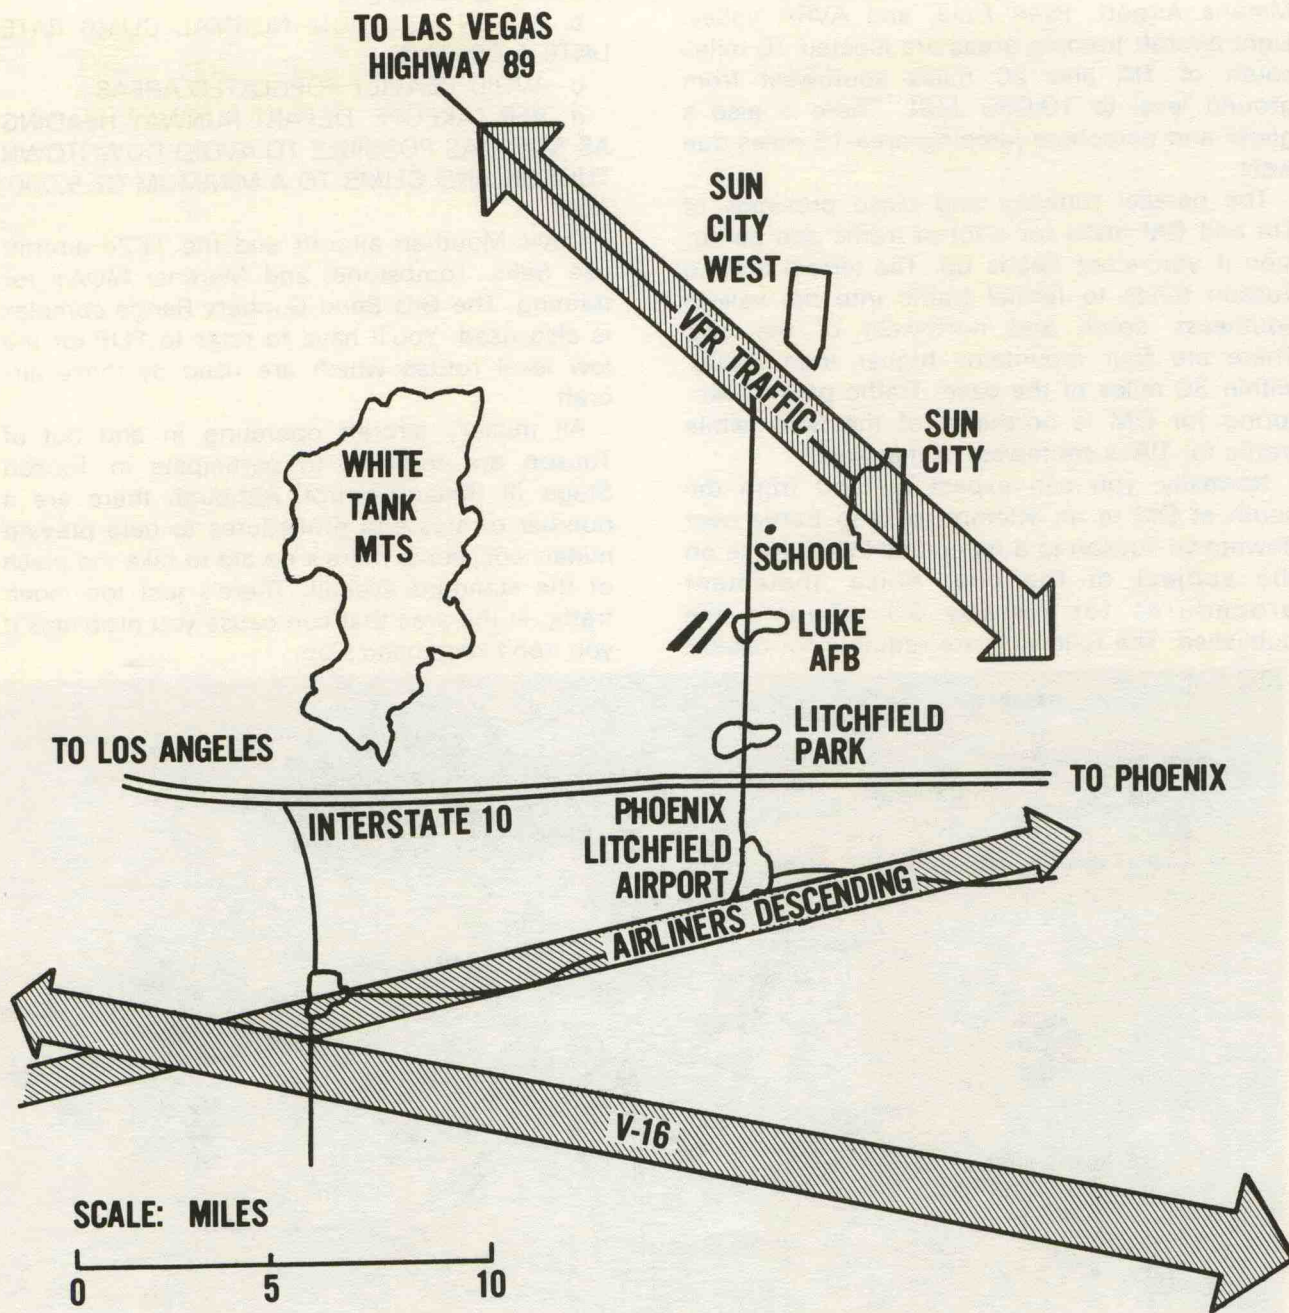 TO LAS VEGAS
HIGHWAY 89
SUN
CITY
WEST
VFR TRAFFIC
SUN
CITY
WHITE
TANK
MTS
SCHOOL
LUKE
AFB
LITCHFIELD
PARK
TO LOS ANGELES
TO PHOENIX
INTERSTATE 10
PHOENIX
LITCHFIELD
AIRPORT
AIRLINERS DESCENDING
V-16
SCALE: MILES
0 5 10